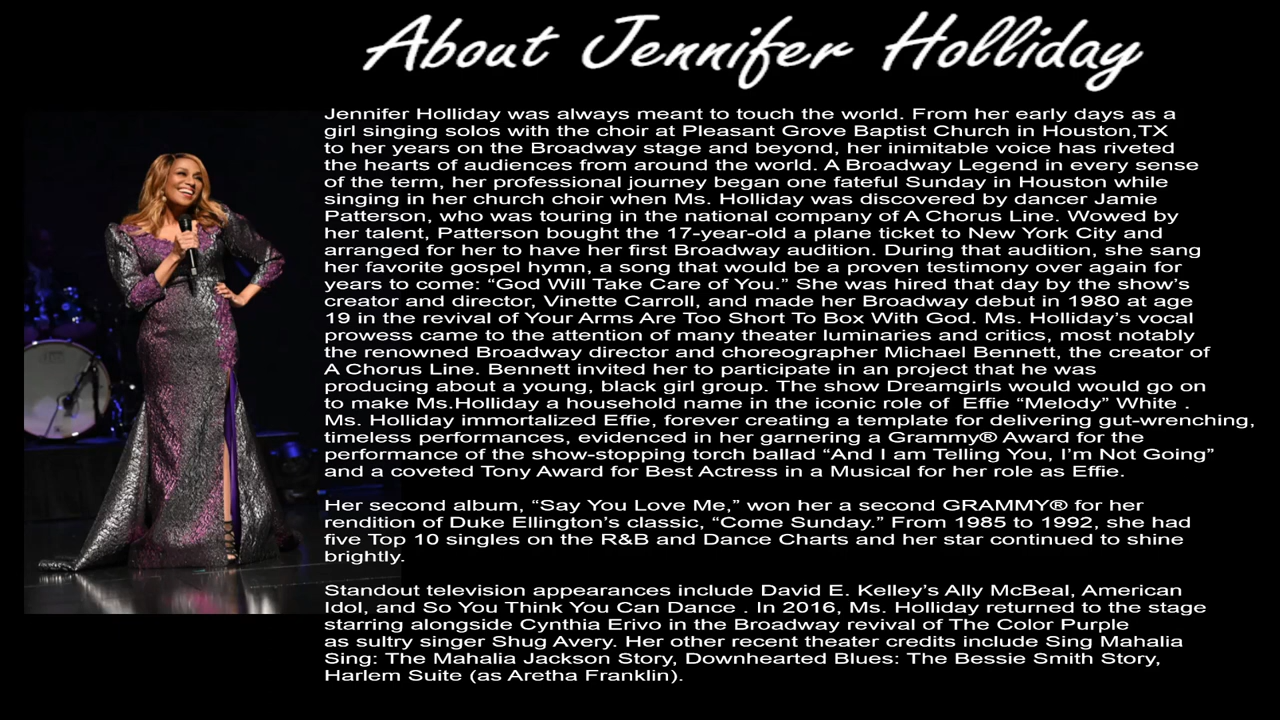 About Jennifer Holliday
Jennifer Holliday was always meant to touch the world. From her early days as a
girl singing solos with the choir at Pleasant Grove Baptist Church in Houston,TX
to her years on the Broadway stage and beyond, her inimitable voice has riveted
the hearts of audiences from around the world. A Broadway Legend in every sense
of the term, her professional journey began one fateful Sunday in Houston while
singing in her church choir when Ms. Holliday was discovered by dancer Jamie
Patterson, who was touring in the national company of A Chorus Line. Wowed by
her talent, Patterson bought the 17-year-old a plane ticket to New York City and
arranged for her to have her first Broadway audition. During that audition, she sang
her favorite gospel hymn, a song that would be a proven testimony over again for
years to come: “God Will Take Care of You.” She was hired that day by the show’s
creator and director, Vinette Carroll, and made her Broadway debut in 1980 at age
19 in the revival of Your Arms Are Too Short To Box With God. Ms. Holliday’s vocal
prowess came to the attention of many theater luminaries and critics, most notably
the renowned Broadway director and choreographer Michael Bennett, the creator of
A Chorus Line. Bennett invited her to participate in an project that he was
producing about a young, black girl group. The show Dreamgirls would would go on
to make Ms.Holliday a household name in the iconic role of  Effie “Melody” White .
Ms. Holliday immortalized Effie, forever creating a template for delivering gut-wrenching,
timeless performances, evidenced in her garnering a Grammy® Award for the
performance of the show-stopping torch ballad “And I am Telling You, I’m Not Going”
and a coveted Tony Award for Best Actress in a Musical for her role as Effie.
Her second album, “Say You Love Me,” won her a second GRAMMY® for her
rendition of Duke Ellington’s classic, “Come Sunday.” From 1985 to 1992, she had
five Top 10 singles on the R&B and Dance Charts and her star continued to shine
brightly.
Standout television appearances include David E. Kelley’s Ally McBeal, American
Idol, and So You Think You Can Dance . In 2016, Ms. Holliday returned to the stage
starring alongside Cynthia Erivo in the Broadway revival of The Color Purple
as sultry singer Shug Avery. Her other recent theater credits include Sing Mahalia
Sing: The Mahalia Jackson Story, Downhearted Blues: The Bessie Smith Story,
Harlem Suite (as Aretha Franklin).